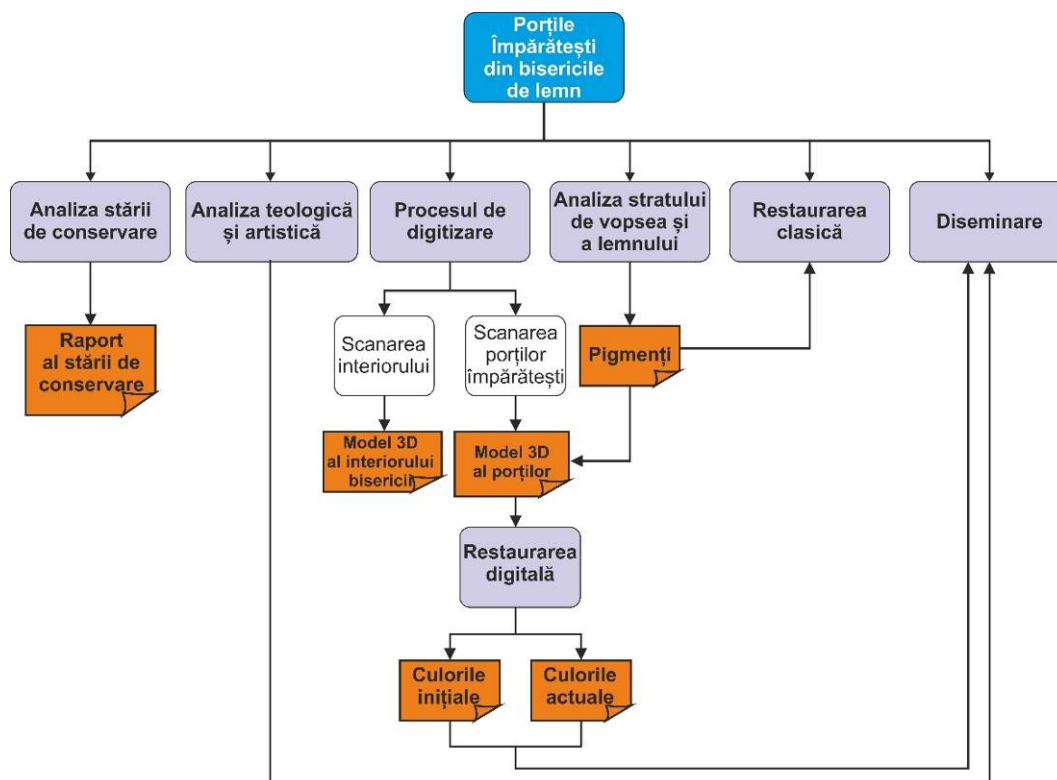 Porțile
Împărătești
din bisericile
de lemn
Analiza stării
de conservare
Analiza teologică
și artistică
Procesul de
digitizare
Analiza stratului
de vopsea și
a lemnului
Restaurarea
clasică
Diseminare
Raport
al stării de
conservare
Scanarea
interiorului
Scanarea
porților
împărătești
Pigmenți
Model 3D
al interiorului
bisericii
Model 3D
al porților
Restaurarea
digitală
Culorile
inițiale
Culorile
actuale